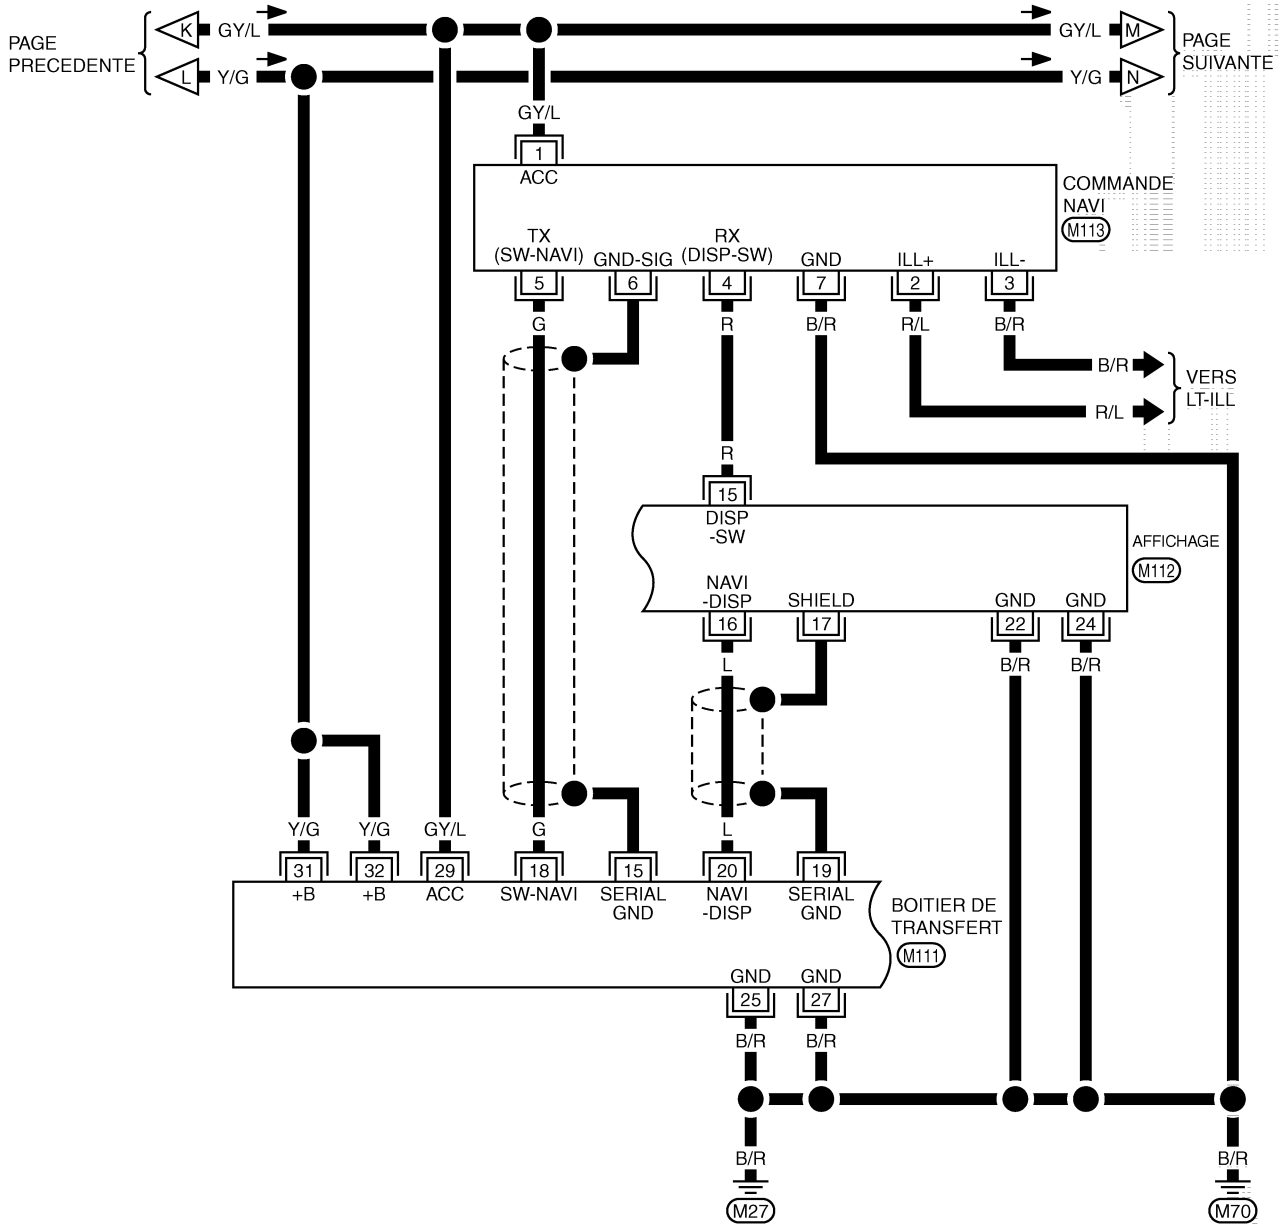 PAGE
PRECEDENTE
K
GY/L
GY/L
M
L
Y/G
Y/G
N
PAGE
SUIVANTE
GY/L
1
ACC
COMMANDE
NAVI
M113
TX
(SW-NAVI)
GND-SIG
RX
(DISP-SW)
GND
ILL+
ILL-
5
6
4
7
2
3
G
R
B/R
R/L
B/R
B/R
R/L
VERS
LT-ILL
R
15
DISP
-SW
AFFICHAGE
M112
NAVI
-DISP
SHIELD
GND
GND
16
17
22
24
L
B/R
B/R
Y/G
Y/G
GY/L
G
L
31
32
29
18
15
20
19
+B
+B
ACC
SW-NAVI
SERIAL
GND
NAVI
-DISP
SERIAL
GND
BOITIER DE
TRANSFERT
M111
GND
GND
25
27
B/R
B/R
B/R
B/R
M27
M70